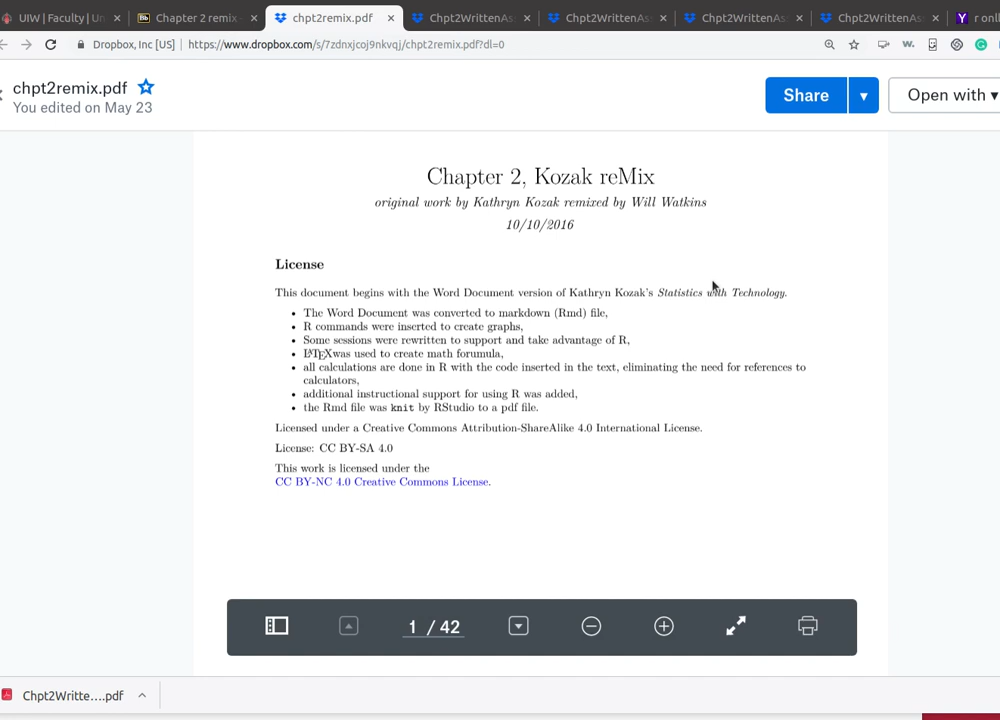 UIW | Faculty | Un
Chapter 2 remix
chpt2remix.pdf
Chpt2WrittenAs
Chpt2WrittenAs
Chpt2WrittenAs
Chpt2WrittenAs
r onl
Dropbox, Inc [US] | https://www.dropbox.com/s/7zdnxjcoj9nkvqj/chpt2remix.pdf?dl=0
chpt2remix.pdf
You edited on May 23
Share
Open with
Chapter 2, Kozak reMix
original work by Kathryn Kozak remixed by Will Watkins
10/10/2016
License
This document begins with the Word Document version of Kathryn Kozak's Statistics with Technology.
• The Word Document was converted to markdown (Rmd) file,
• R commands were inserted to create graphs,
• Some sessions were rewritten to support and take advantage of R,
• LATEXwas used to create math forumula,
• all calculations are done in R with the code inserted in the text, eliminating the need for references to
calculators,
• additional instructional support for using R was added,
• the Rmd file was knit by RStudio to a pdf file.
Licensed under a Creative Commons Attribution-ShareAlike 4.0 International License.
License: CC BY-SA 4.0
This work is licensed under the
CC BY-NC 4.0 Creative Commons License.
1 / 42
Chpt2Writte....pdf